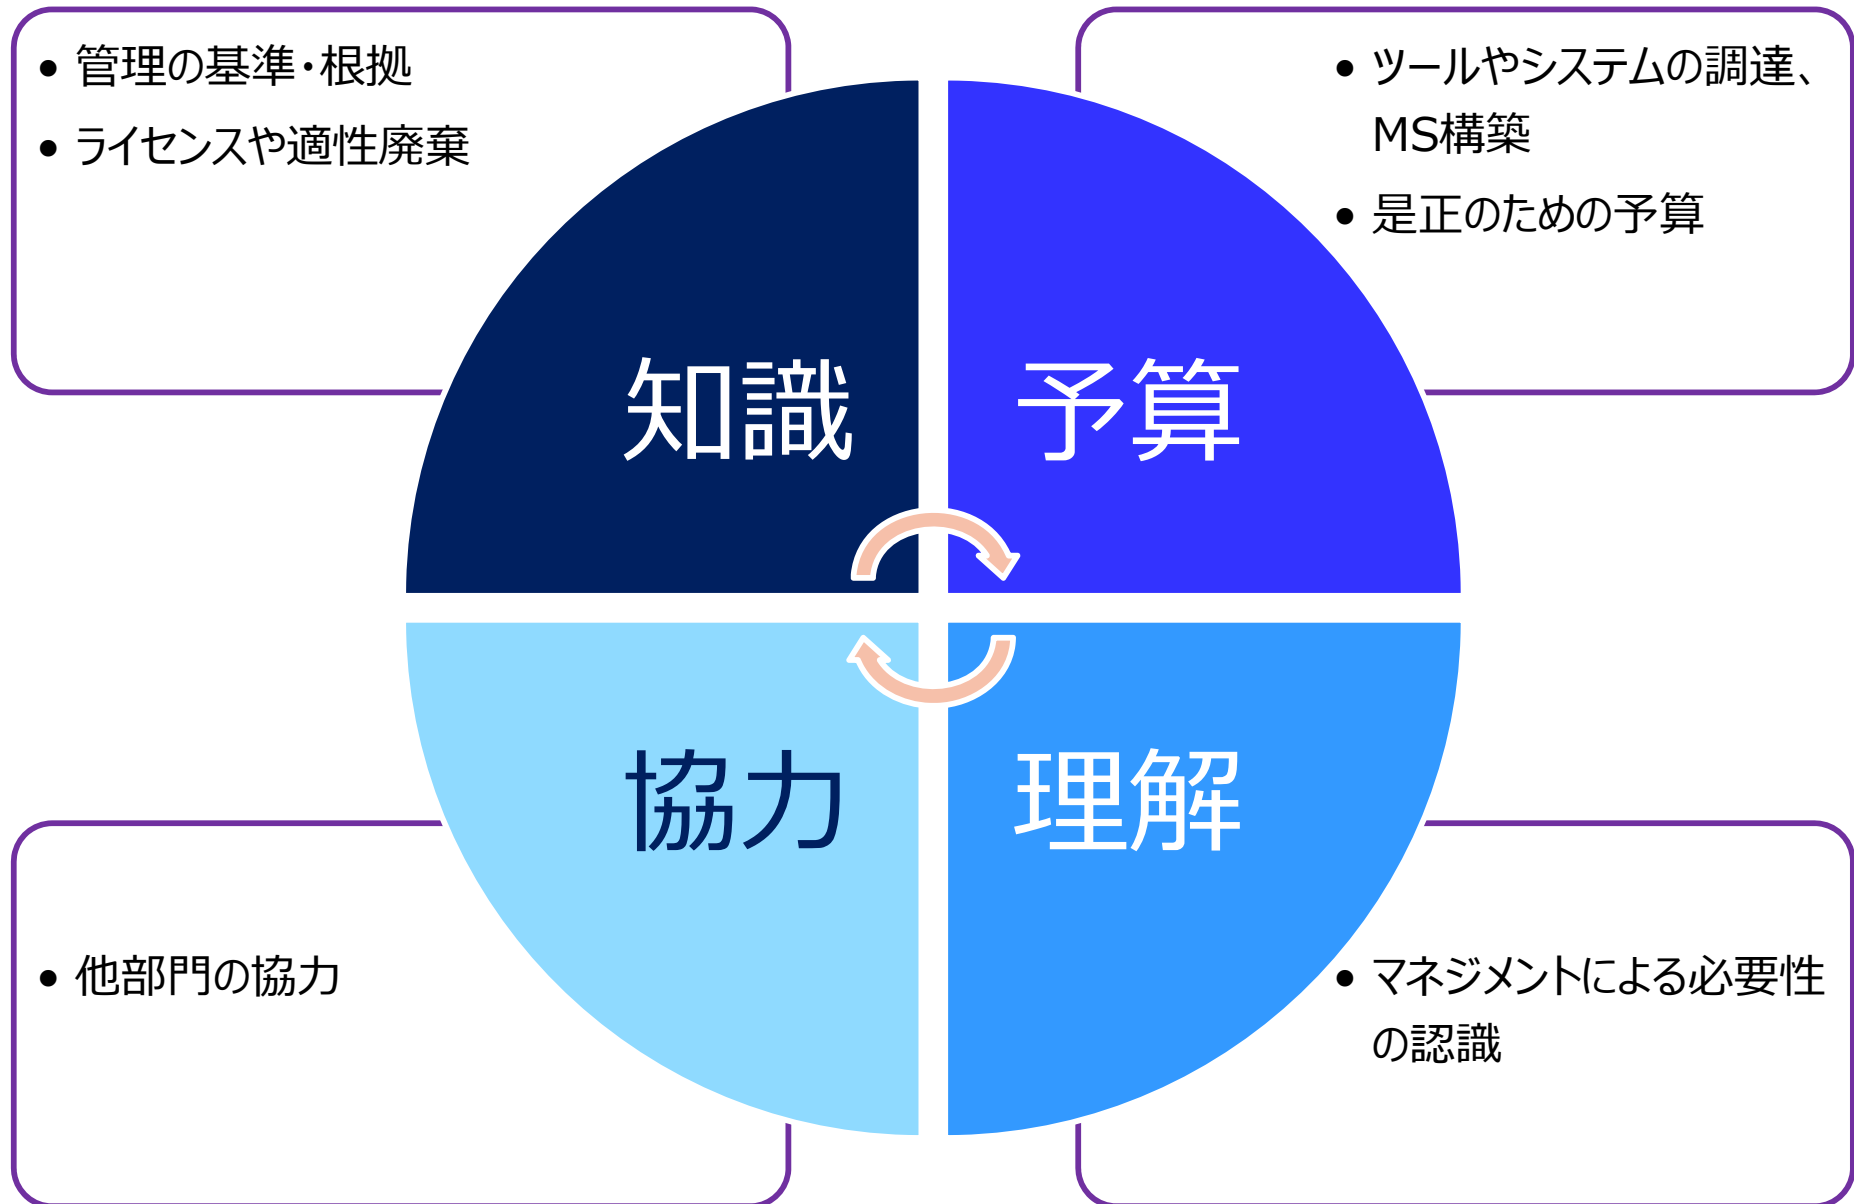 • 管理の基準・根拠
• ライセンスや適性廃棄
• ツールやシステムの調達、
MS構築
• 是正のための予算
知識
予算
協力
理解
• 他部門の協力
• マネジメントによる必要性
の認識